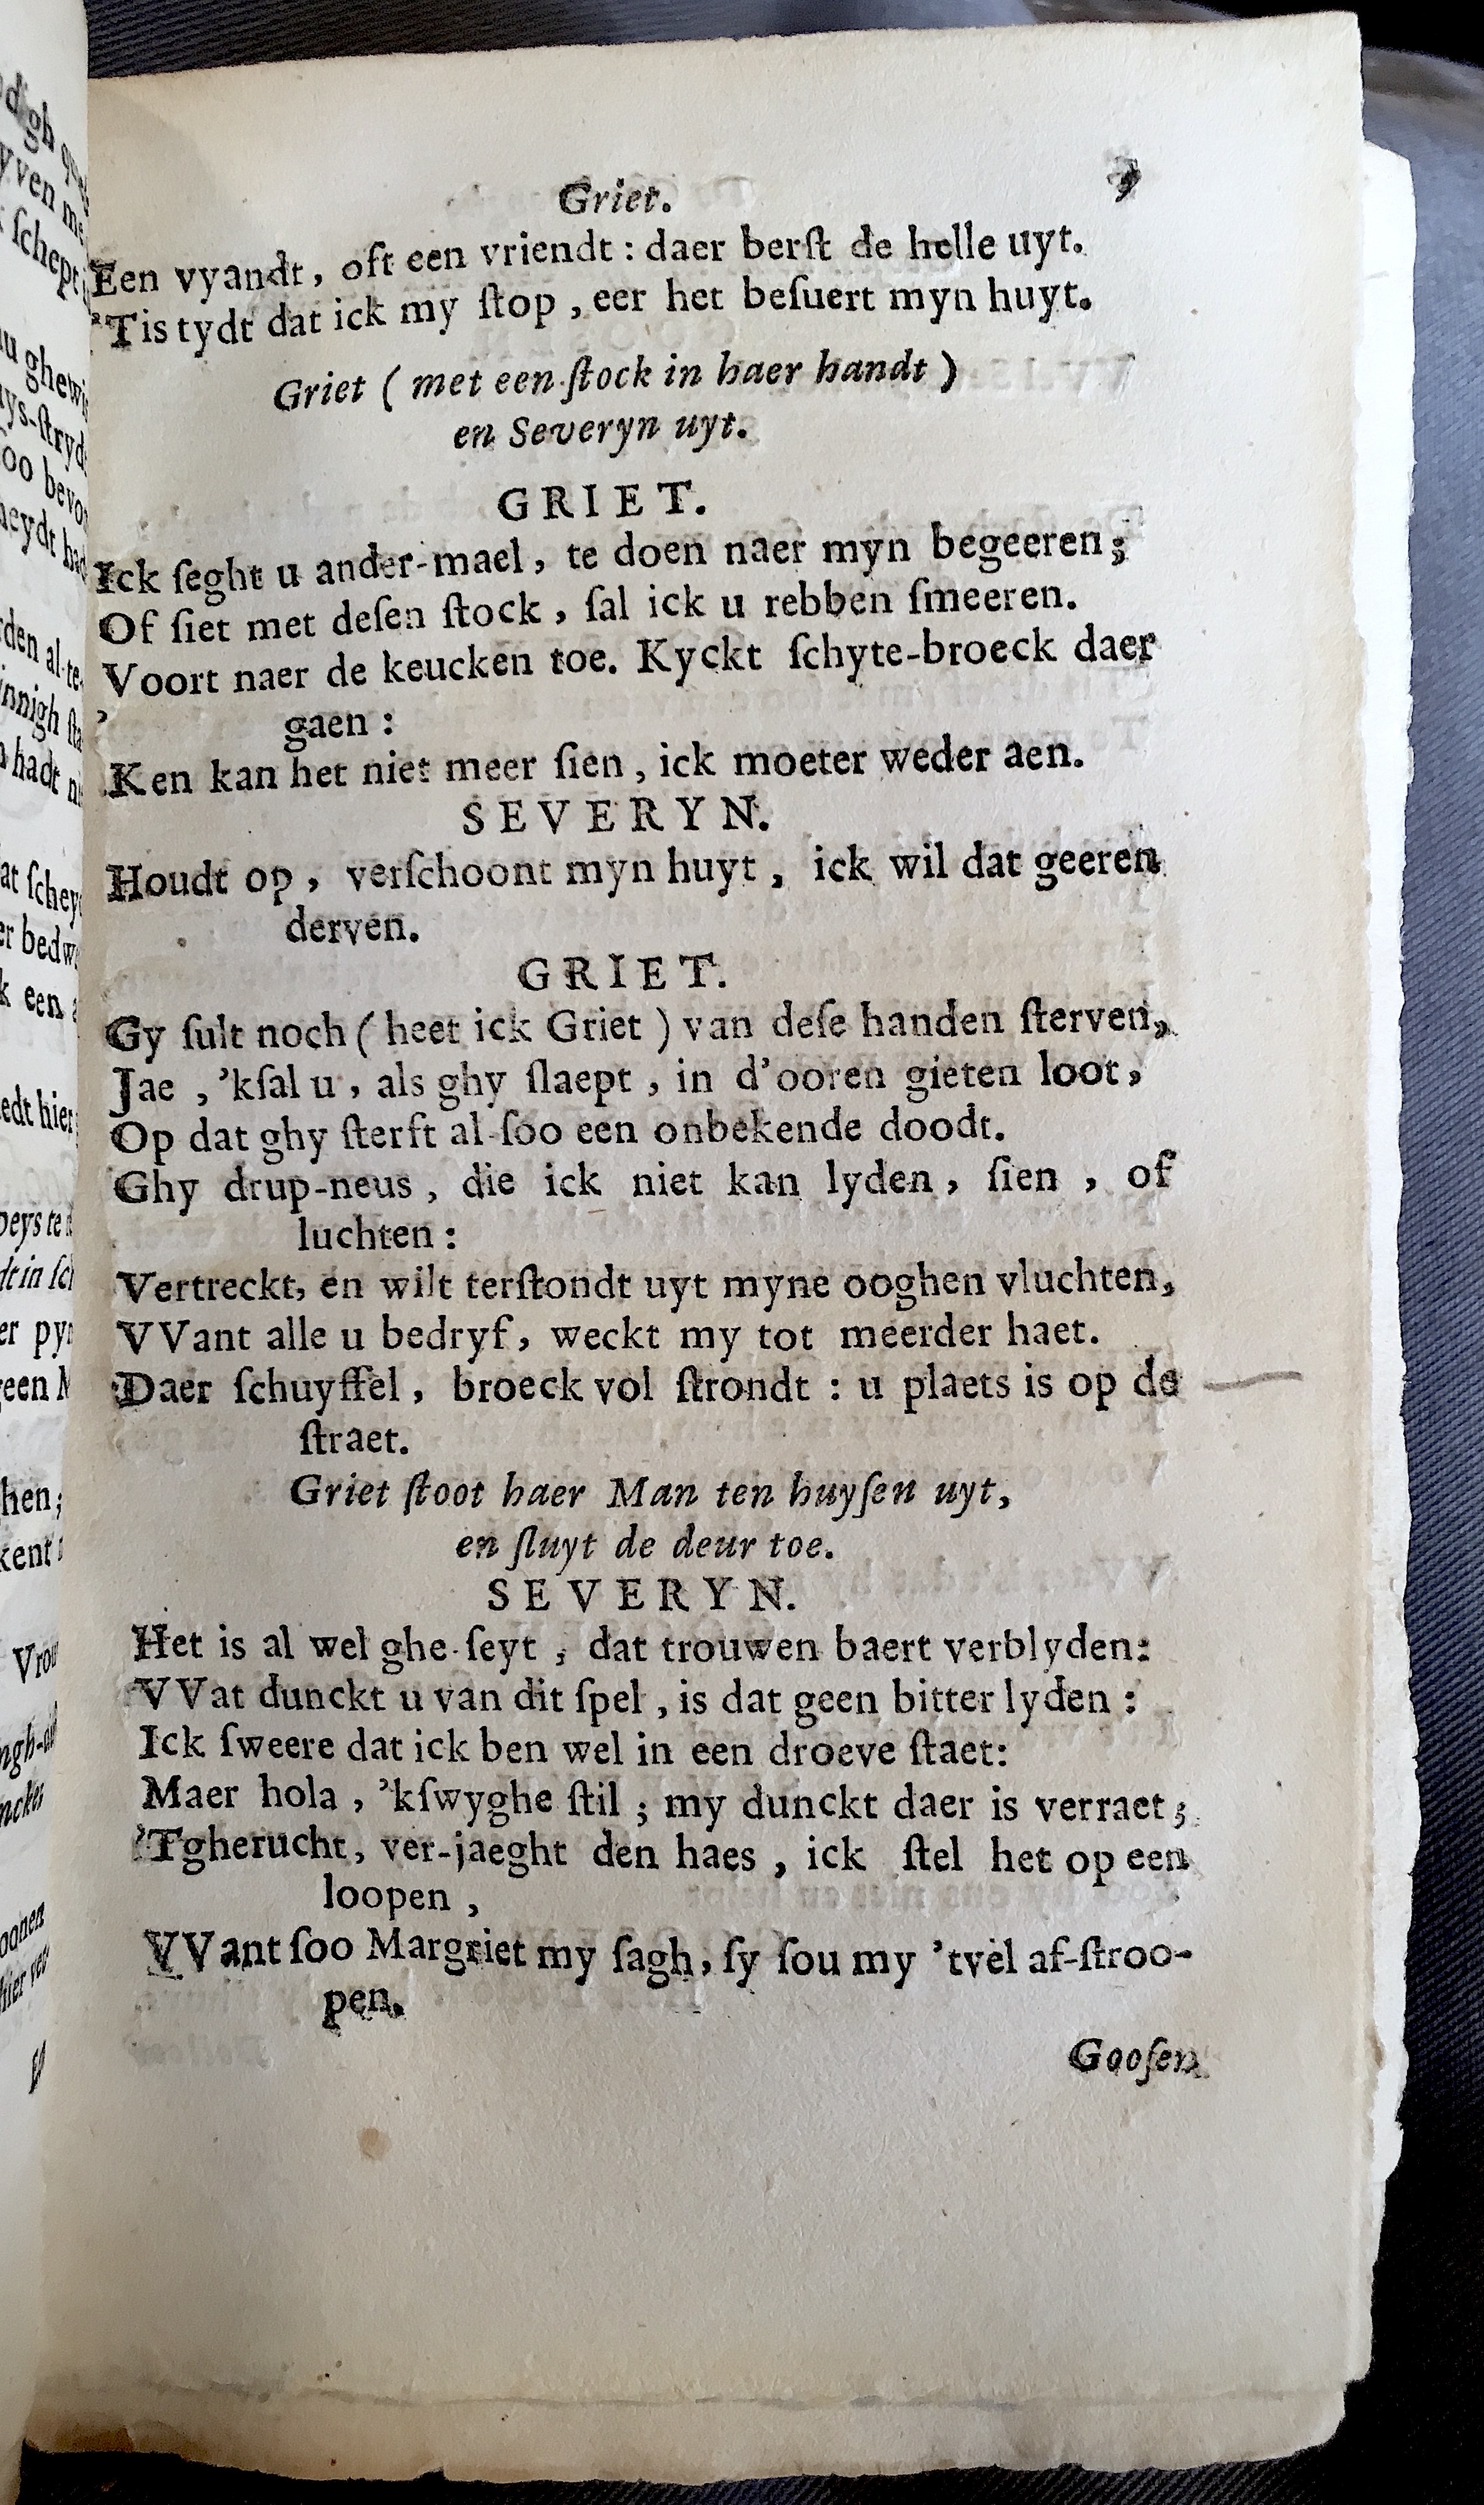 Griet.
Een vyandt, oft een vriendt : daer berst de helle uyt.
'Tis tydt dat ick my ſtop , eer het beſuert myn huyt.
Griet ( met een ſtock in haer handt )
en Severyn uyt.
GRIET.
Ick ſeght u ander-mael, te doen naer myn begeeren;
Of ſiet met deſen ſtock , ſal ick u rebben ſmeeren.
Voort naer de keucken toe. Kyckt ſchyte-broeck daer
gaen :
'Ken kan het niet meer ſien , ick moeter weder aen.
SEVERYN.
Houdt op , verſchoont myn huyt , ick wil dat geeren
derven.
GRIET.
Gy ſult noch ( heet ick Griet ) van deſe handen ſterven,
Jae , 'kſal u , als ghy ſlaept , in d'ooren gieten loot,
Op dat ghy ſterft al-ſoo een onbekende doodt.
Ghy drup-neus , die ick niet kan lyden , ſien , of
luchten :
Vertreckt, en wilt terſtondt uyt myne ooghen vluchten,
VVant alle u bedryf, weckt my tot meerder haet.
Daer ſchuyffel , broeck vol ſtrondt : u plaets is op de
ſtraet.
Griet ſtoot haer Man ten huyſen uyt,
en ſluyt de deur toe.
SEVERYN.
Het is al wel ghe-ſeyt , dat trouwen baert verblyden:
VVat dunckt u van dit ſpel , is dat geen bitter lyden :
Ick ſweere dat ick ben wel in een droeve ſtaet:
Maer hola , 'kſwyghe ſtil ; my dunckt daer is verraet;
'Tgherucht, ver-jaeght den haes , ick ſtel het op een
loopen ,
VVant ſoo Margriet my ſagh, ſy ſou my 'tvel af-ſtroo-
pen.
Gooſen